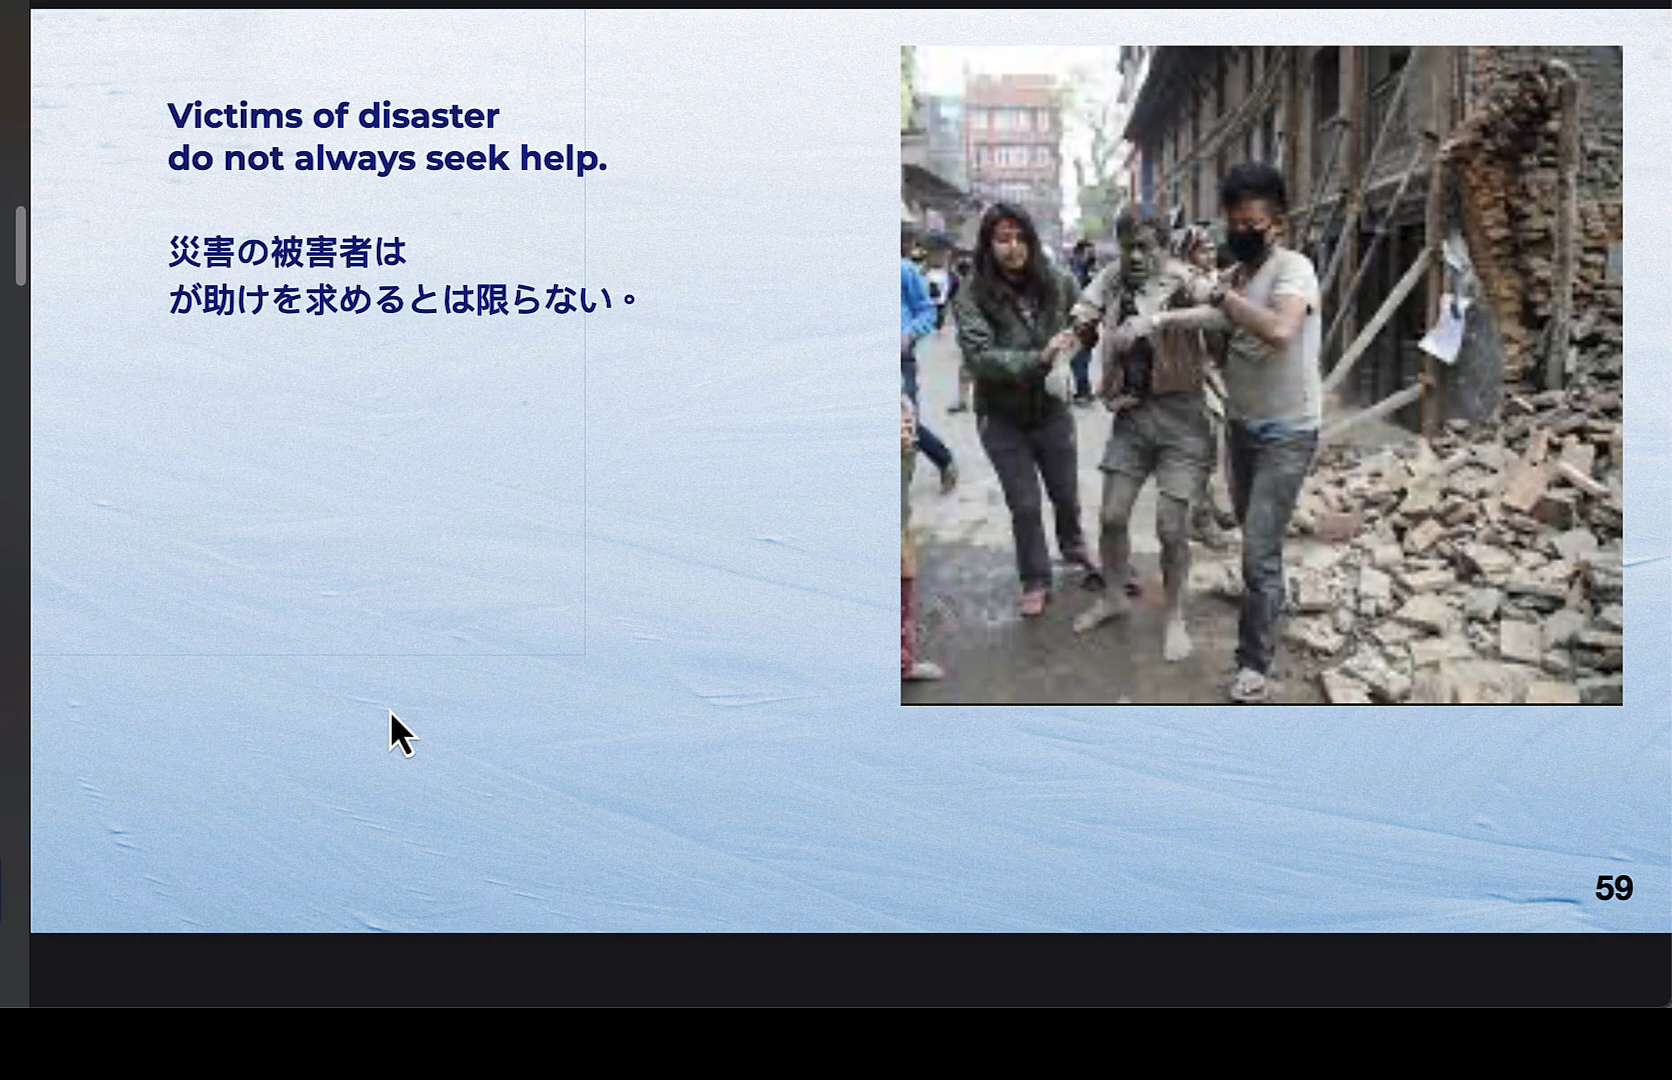 Victims of disaster
do not always seek help.
災害の被害者は
が助けを求めるとは限らない。
59